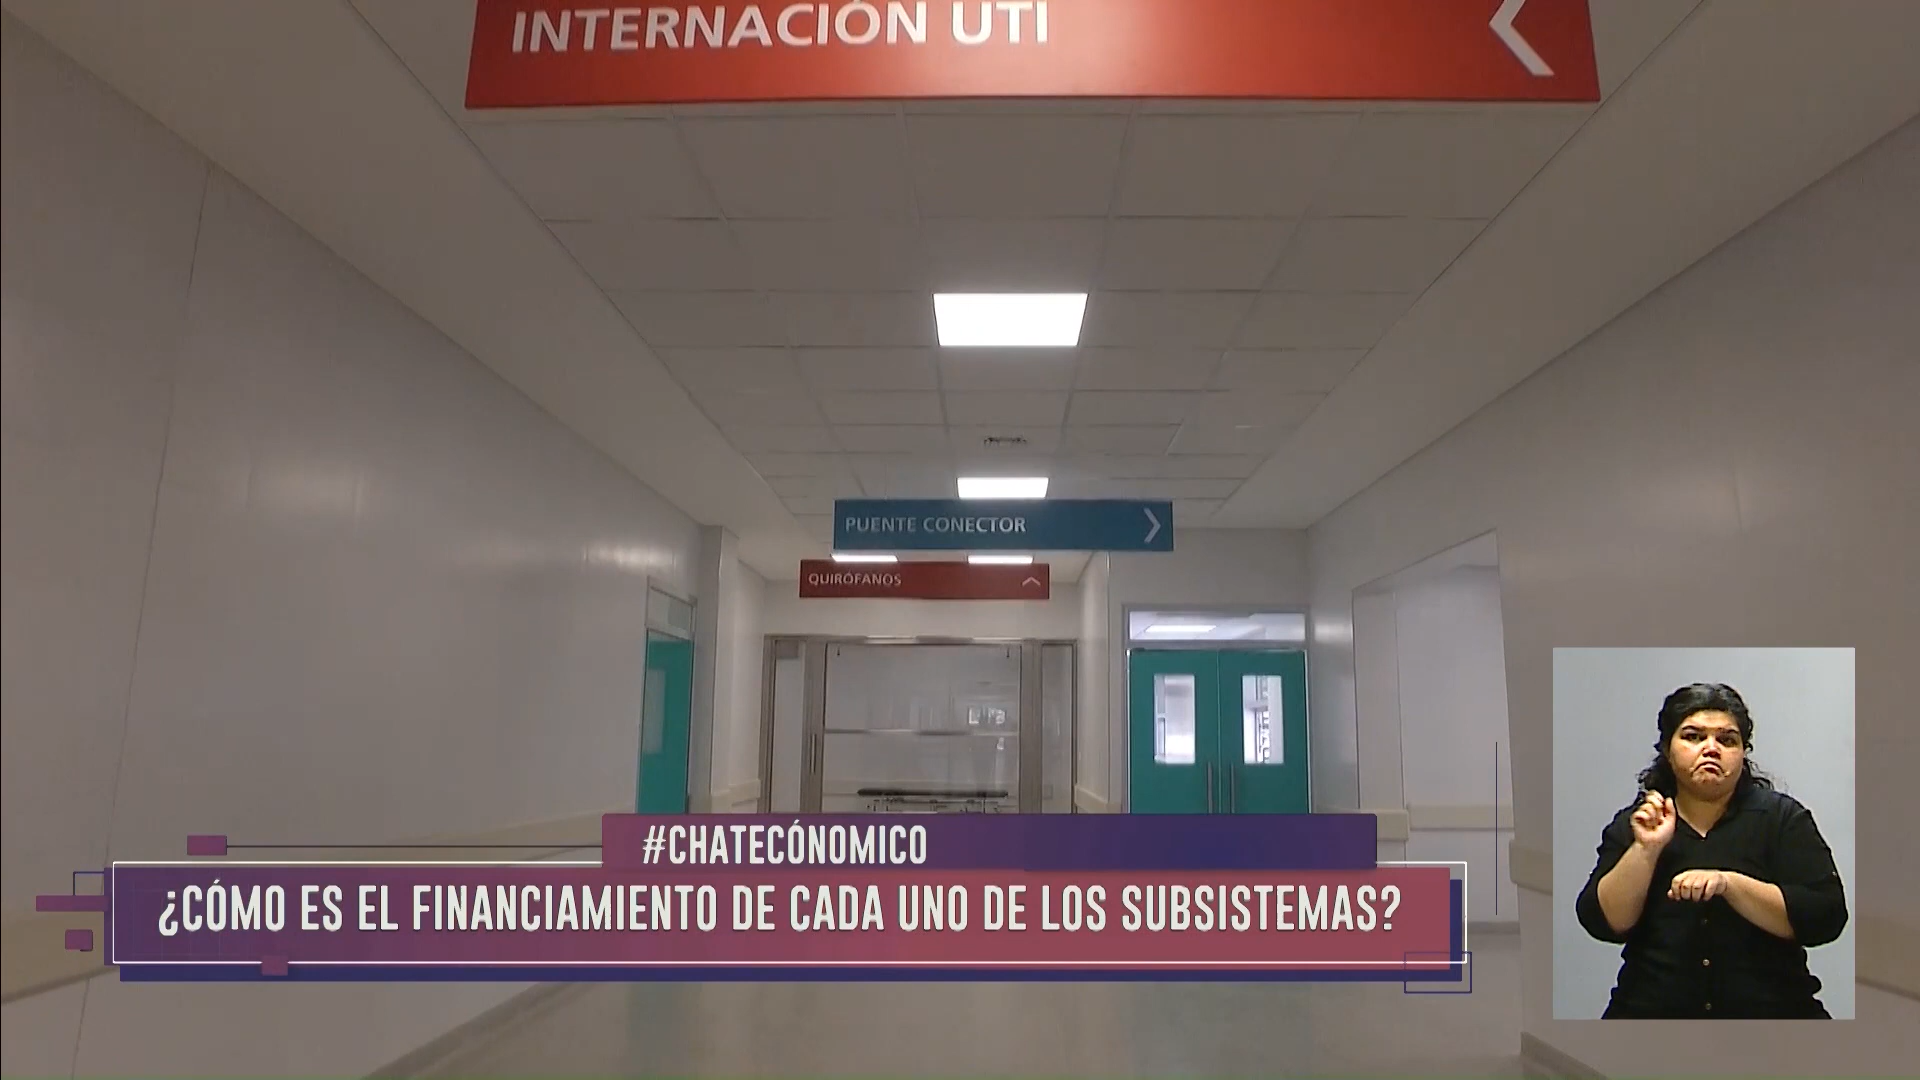 INTERNACIÓN UTI
PUENTE CONECTOR
QUIRÓFANOS
#CHATECÓNOMICO
¿CÓMO ES EL FINANCIAMIENTO DE CADA UNO DE LOS SUBSISTEMAS?